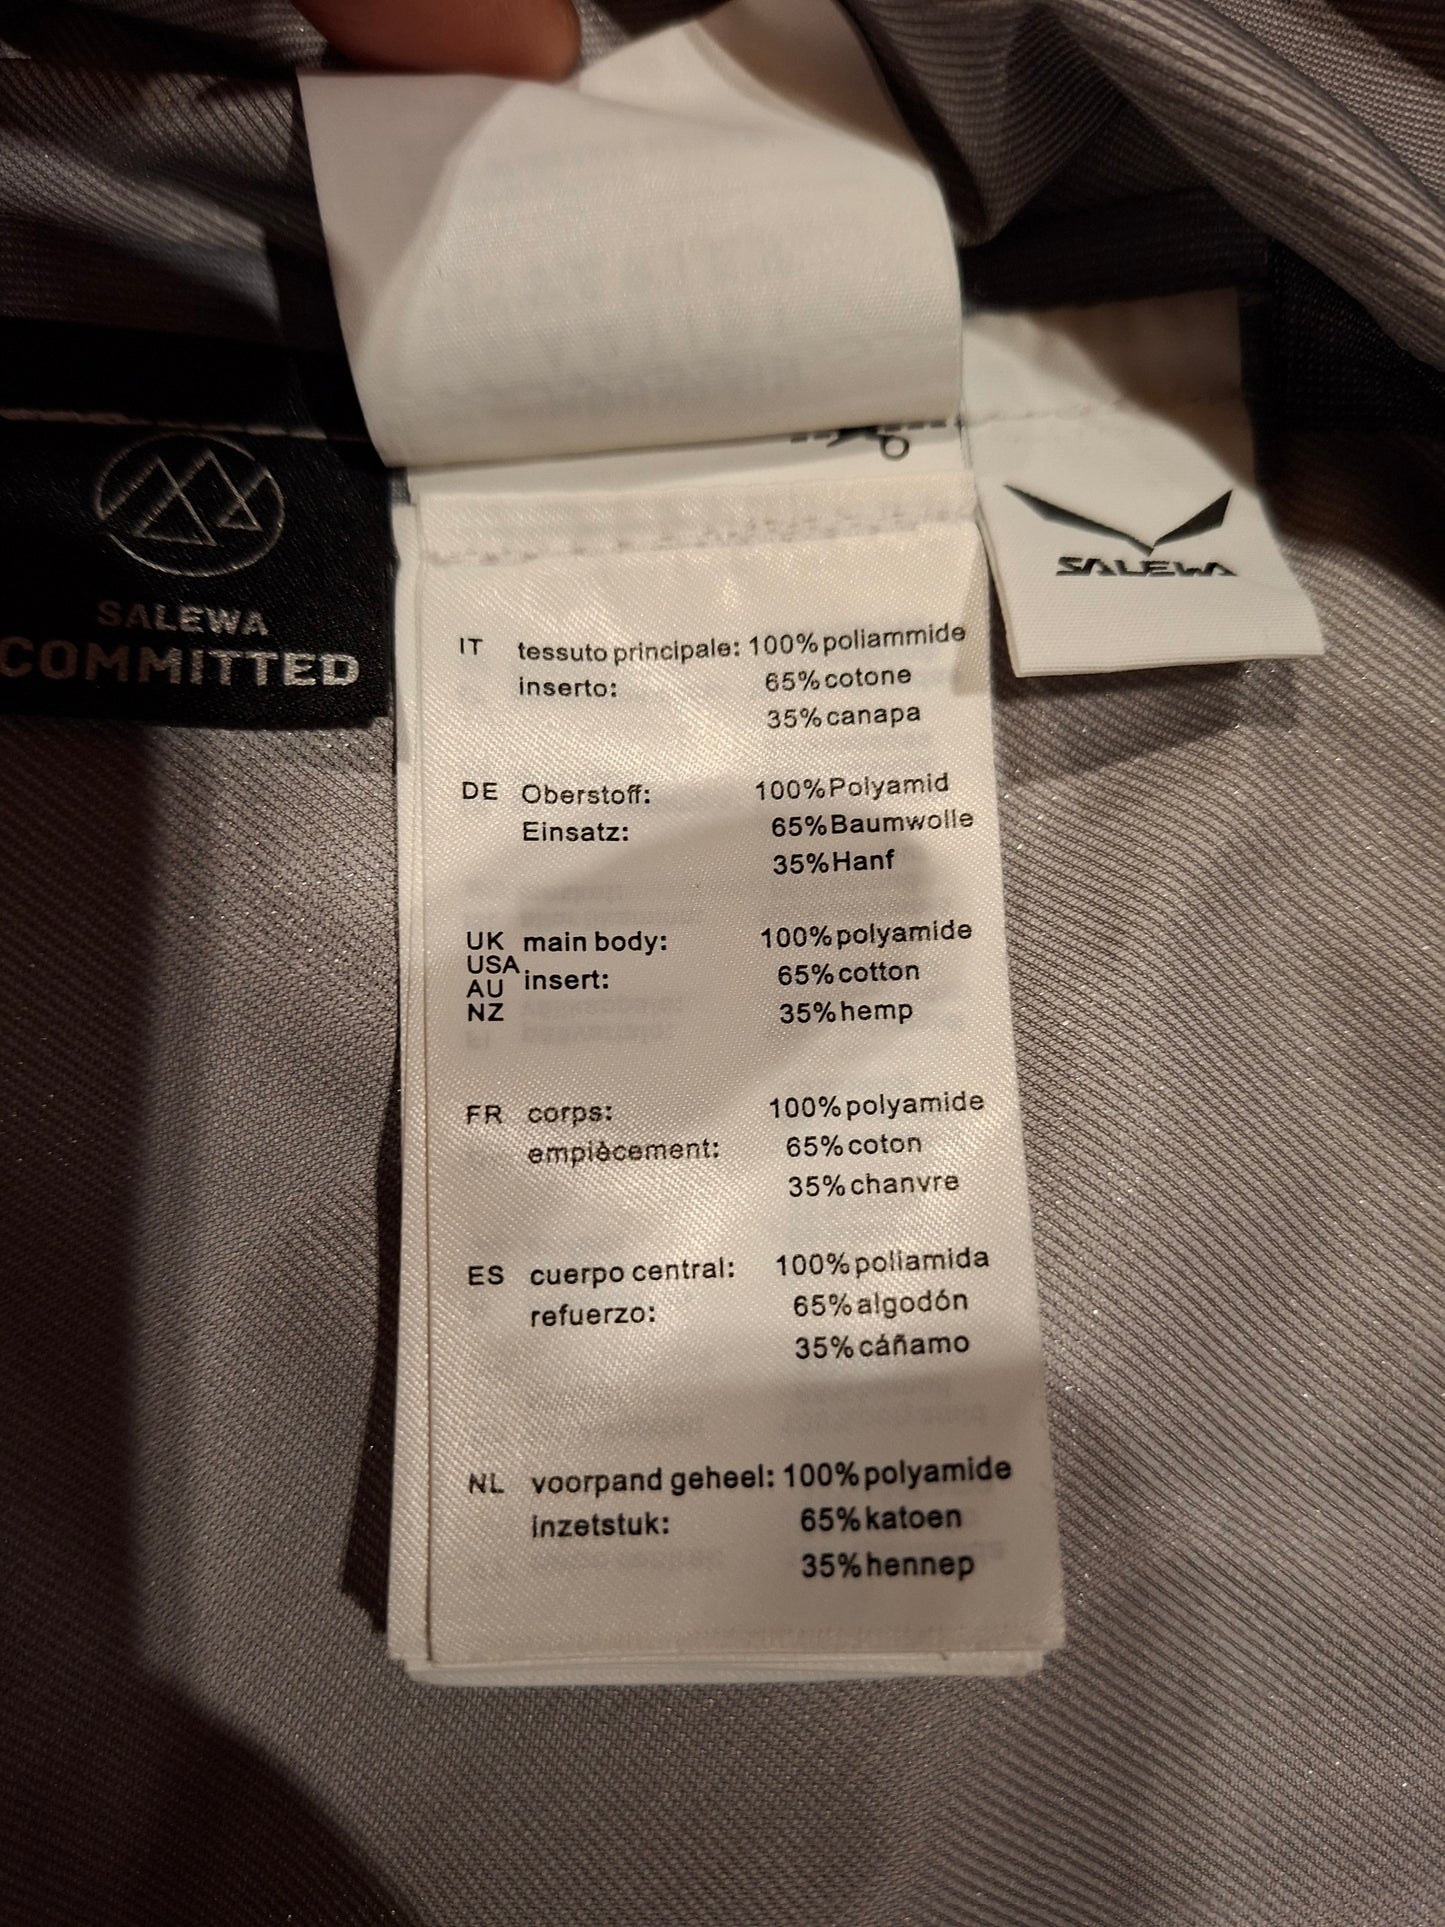 SALEWA
COMMITTED
SALEWA
IT tessuto principale: 100% poliammide
inserto: 65% cotone
35% canapa
DE Oberstoff: 100% Polyamid
Einsatz: 65% Baumwolle
35% Hanf
UK main body: 100% polyamide
USA insert: 65% cotton
AU
NZ 35% hemp
FR corps: 100% polyamide
empiècement: 65% coton
35% chanvre
ES cuerpo central: 100% poliamida
refuerzo: 65% algodón
35% cáñamo
NL voorpand geheel: 100% polyamide
inzetstuk: 65% katoen
35% hennep